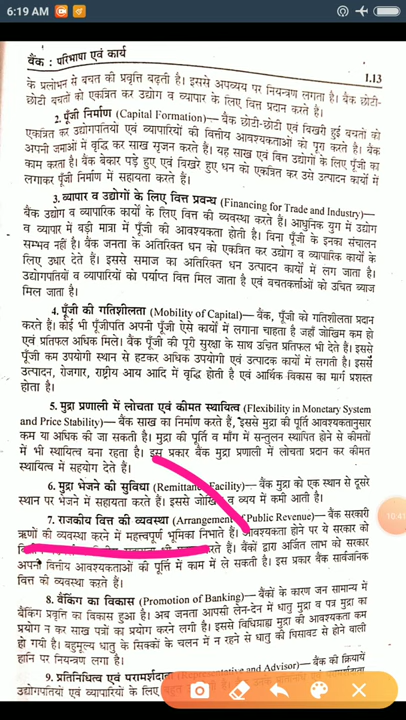 6:19 AM
बैंक : परिभाषा एवं कार्य
1.13
के प्रलोभन से बचत की प्रवृत्ति बढ़ती है। इससे अपव्यय पर नियन्त्रण लगता है। बैंक छोटी-
छोटी बचतों को एकत्रित कर उद्योग व व्यापार के लिए वित्त प्रदान करते है।
2. पूँजी निर्माण (Capital Formation)— बैंक छोटी-छोटी एवं बिखरी हुई बचतों को
एकत्रित कर उद्योगपतियों एवं व्यापारियों की वित्तीय आवश्यकताओं को पूरा करते है। बैंक
अपनी जमाओं में वृद्धि कर साख सृजन करते है। यह साख एवं वित्त उद्योगों के लिए पूँजी का
काम करता है। बैंक बेकार पड़े हुए एवं बिखरे हुए धन को एकत्रित कर उसे उत्पादन कार्यों में
लगाकर पूँजी निर्माण में सहायता करते हैं।
3. व्यापार व उद्योगों के लिए वित्त प्रवन्ध (Financing for Trade and Industry)—
बैंक उद्योग व व्यापारिक कार्यों के लिए वित्त की व्यवस्था करते हैं। आधुनिक युग में उद्योग
व व्यापार में बड़ी मात्रा में पूँजी की आवश्यकता होती है। बिना पूँजी के इनका संचालन
सम्भव नहीं है। बैंक जनता के अतिरिक्त धन को एकत्रित कर उद्योग व व्यापारिक कार्यों के
लिए उधार देते हैं। इससे समाज का अतिरिक्त धन उत्पादन कार्यों में लग जाता है।
उद्योगपतियों व व्यापारियों को पर्याप्त वित्त मिल जाता है एवं बचतकर्त्ताओं को उचित ब्याज
मिल जाता है।
4. पूँजी की गतिशीलता (Mobility of Capital)— बैंक, पूँजी को गतिशीलता प्रदान
करते हैं। कोई भी पूँजीपति अपनी पूँजी ऐसे कार्यों में लगाना चाहता है जहाँ जोखिम कम हो
एवं प्रतिफल अधिक मिले। बैंक पूँजी की पूरी सुरक्षा के साथ उचित प्रतिफल भी देते है। इससे
पूँजी कम उपयोगी स्थान से हटकर अधिक उपयोगी एवं उत्पादक कार्यों में लगती है। इससे
उत्पादन, रोजगार, राष्ट्रीय आय आदि में वृद्धि होती है एवं आर्थिक विकास का मार्ग प्रशस्त
होता है।
5. मुद्रा प्रणाली में लोचता एवं कीमत स्थायित्व (Flexibility in Monetary System
and Price Stability)— बैंक साख का निर्माण करते हैं, इससे मुद्रा की पूर्ति आवश्यकतानुसार
कम या अधिक की जा सकती है। मुद्रा की पूर्ति व माँग में सन्तुलन स्थापित होने से कीमतों
में भी स्थायित्व बना रहता है। इस प्रकार बैंक मुद्रा प्रणाली में लोचता प्रदान कर कीमत
स्थायित्व में सहयोग देते हैं।
6. मुद्रा भेजने की सुविधा (Remittance Facility)— बैंक मुद्रा को एक स्थान से दूसरे
स्थान पर भेजने में सहायता करते हैं। इससे जोखिम व व्यय में कमी आती है।
7. राजकीय वित्त की व्यवस्था (Arrangement of Public Revenue)— बैंक सरकारी
ऋणों की व्यवस्था करने में महत्त्वपूर्ण भूमिका निभाते हैं। आवश्यकता होने पर ये सरकार को
करते हैं। बैंकों द्वारा अर्जित लाभ को सरकार
अपनी वित्तीय आवश्यकताओं की पूर्ति में काम में ले सकती है। इस प्रकार बैंक सार्वजनिक
वित्त की व्यवस्था करते हैं।
8. बैंकिंग का विकास (Promotion of Banking)— बैंकों के कारण जन सामान्य में
बैंकिंग प्रवृत्ति का विकास हुआ है। अब जनता आपसी लेन-देन में धातु मुद्रा व पत्र मुद्रा का
प्रयोग न कर साख पत्रों का प्रयोग करने लगी है। इससे विधिग्राह्य मुद्रा की आवश्यकता कम
हो गयी है। बहुमूल्य धातु के सिक्कों के चलन में न रहने से धातु की घिसावट से होने वाली
हानि पर नियन्त्रण लगा है।
9. प्रतिनिधित्व एवं परामर्शदाता (Representative and Advisor)— बैंक की क्रियायें
उद्योगपतियों एवं व्यापारियों के लिए
10:41